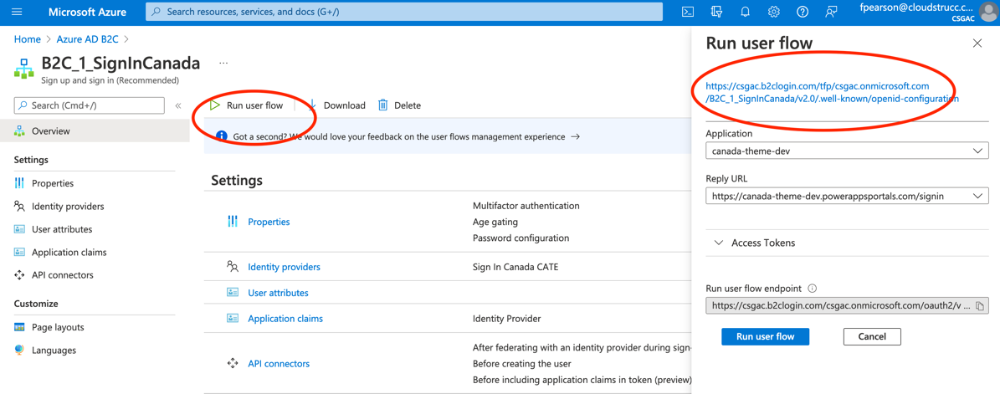 Microsoft Azure
Search resources, services, and docs (G+/)
fpearson@cloudstrucc.c...
CSGAC
Home > Azure AD B2C >
B2C_1_SignInCanada ...
Sign up and sign in (Recommended)
Search (Cmd+/)
«
Overview
Settings
Properties
Identity providers
User attributes
Application claims
API connectors
Customize
Page layouts
Languages
Run user flow
Download
Delete
Got a second? We would love your feedback on the user flows management experience →
Settings
Properties
Multifactor authentication
Age gating
Password configuration
Identity providers
Sign In Canada CATE
User attributes
Application claims
Identity Provider
API connectors
After federating with an identity provider during sign-
Before creating the user
Before including application claims in token (preview)
Run user flow
https://csgac.b2clogin.com/tfp/csgac.onmicrosoft.com
/B2C_1_SignInCanada/v2.0/.well-known/openid-configuration
Application
canada-theme-dev
Reply URL
https://canada-theme-dev.powerappsportals.com/signin
Access Tokens
Run user flow endpoint
https://csgac.b2clogin.com/csgac.onmicrosoft.com/oauth2/v ...
Run user flow
Cancel